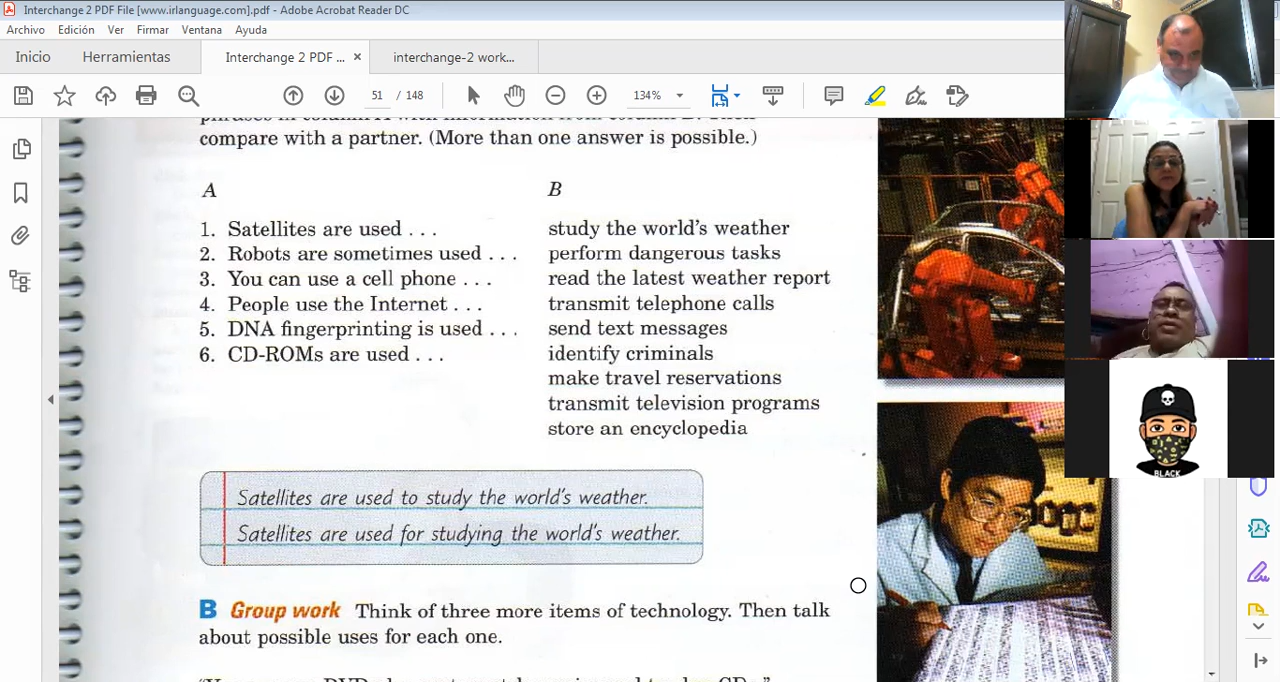 Interchange 2 PDF File [www.irlanguage.com].pdf - Adobe Acrobat Reader DC
Archivo Edición Ver Firmar Ventana Ayuda
Inicio Herramientas Interchange 2 PDF ... × interchange-2 work...
51 / 148 134%
compare with a partner. (More than one answer is possible.)
A B
1. Satellites are used . . . study the world's weather
2. Robots are sometimes used . . . perform dangerous tasks
3. You can use a cell phone . . . read the latest weather report
4. People use the Internet . . . transmit telephone calls
5. DNA fingerprinting is used . . . send text messages
6. CD-ROMs are used . . . identify criminals
make travel reservations
transmit television programs
store an encyclopedia
Satellites are used to study the world's weather.
Satellites are used for studying the world's weather.
B Group work Think of three more items of technology. Then talk
about possible uses for each one.
BLACK